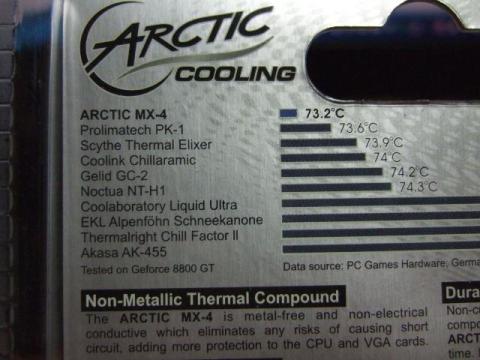 ARCTIC
COOLING
ARCTIC MX-4 73.2°C
Prolimatech PK-1 73.6°C
Scythe Thermal Elixer 73.9°C
Coolink Chillaramic 74°C
Gelid GC-2 74.2°C
Noctua NT-H1 74.3°C
Coolaboratory Liquid Ultra
EKL Alpenföhn Schneekanone
Thermalright Chill Factor II
Akasa AK-455
Tested on Geforce 8800 GT Data source: PC Games Hardware, Germa
Non-Metallic Thermal Compound Dura
The ARCTIC MX-4 is metal-free and non-electrical Non-cu
conductive which eliminates any risks of causing short compo
circuit, adding more protection to the CPU and VGA cards. ARCT
time.